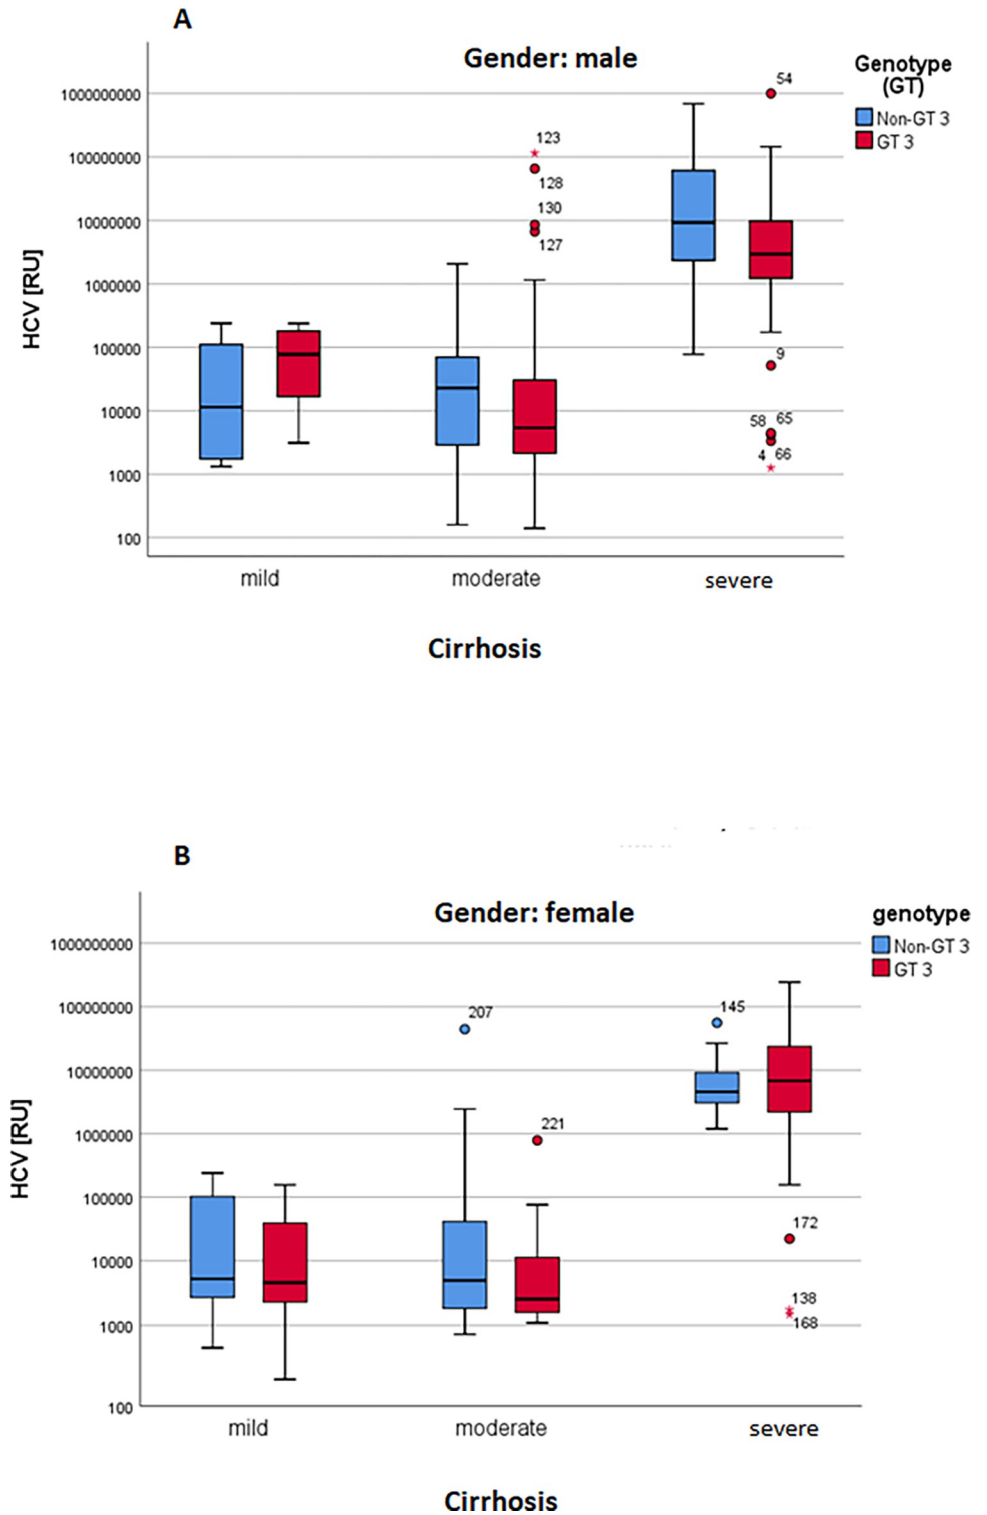 A
Gender: male
Genotype
(GT)
Non-GT 3
GT 3
HCV [RU]
1000000000
100000000
10000000
1000000
100000
10000
1000
100
54
123
128
130
127
9
58 65
4 66
mild moderate severe
Cirrhosis
B
Gender: female
genotype
Non-GT 3
GT 3
HCV [RU]
1000000000
100000000
10000000
1000000
100000
10000
1000
100
207
145
221
172
138
168
mild moderate severe
Cirrhosis